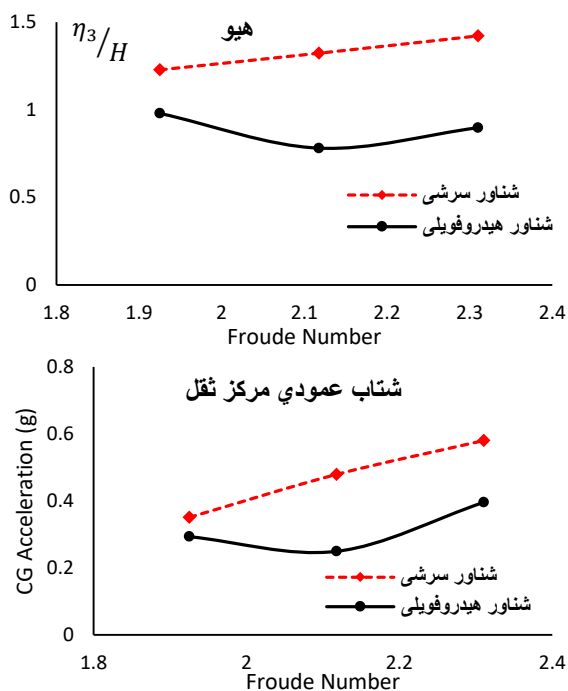 η₃/H
هیو
1.5
1
0.5
0
شناور سرشی
شناور هیدروفویلی
1.8 1.9 2 2.1 2.2 2.3 2.4
Froude Number
0.8
شتاب عمودي مركز ثقل
0.6
0.4
0.2
0
CG Acceleration (g)
شناور سرشی
شناور هیدروفویلی
1.8 2 2.2 2.4
Froude Number